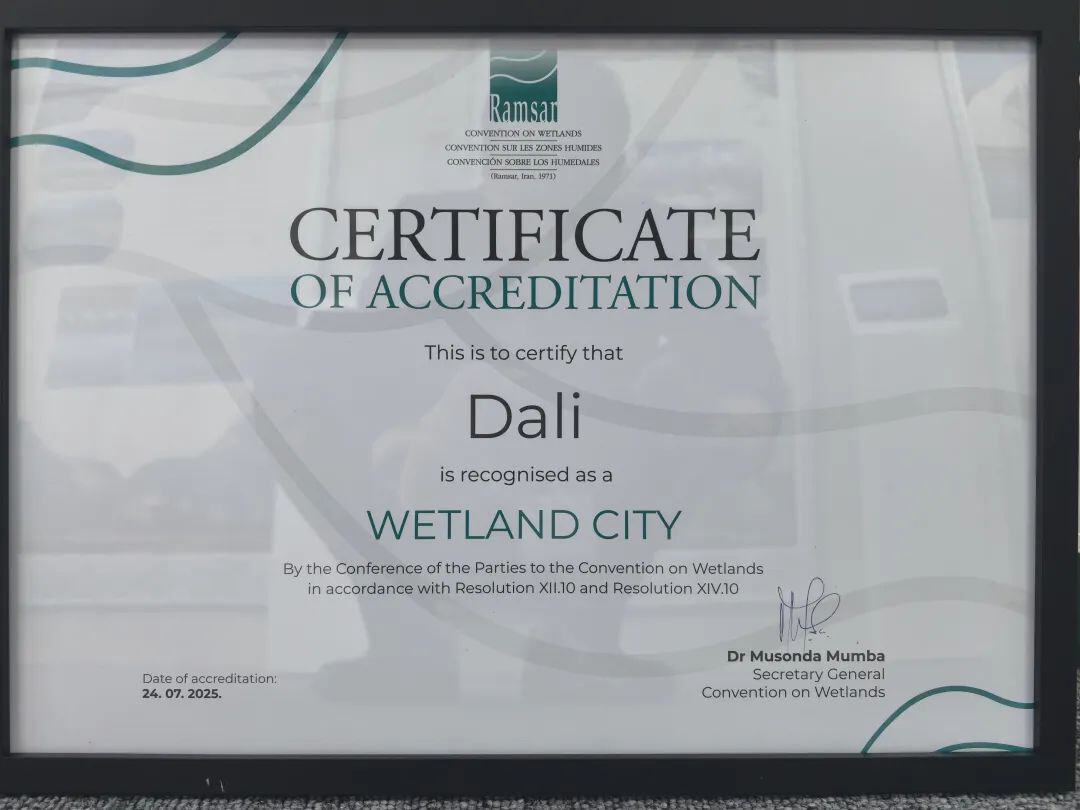 Ramsar
CONVENTION ON WETLANDS
CONVENTION SUR LES ZONES HUMIDES
CONVENCIÓN SOBRE LOS HUMEDALES
(Ramsar, Iran, 1971)
CERTIFICATE
OF ACCREDITATION
This is to certify that
Dali
is recognised as a
WETLAND CITY
By the Conference of the Parties to the Convention on Wetlands
in accordance with Resolution XII.10 and Resolution XIV.10
Dr Musonda Mumba
Secretary General
Convention on Wetlands
Date of accreditation:
24. 07. 2025.